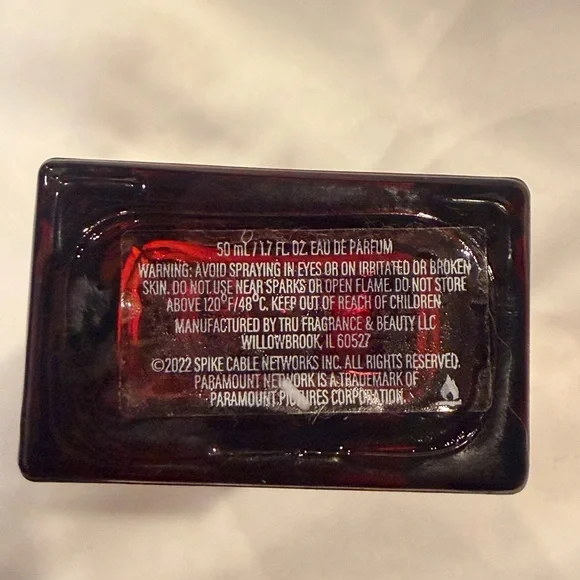 50 mL / 1.7 FL. OZ. EAU DE PARFUM
WARNING: AVOID SPRAYING IN EYES OR ON IRRITATED OR BROKEN
SKIN. DO NOT USE NEAR SPARKS OR OPEN FLAME. DO NOT STORE
ABOVE 120°F/48°C. KEEP OUT OF REACH OF CHILDREN.
MANUFACTURED BY TRU FRAGRANCE & BEAUTY LLC
WILLOWBROOK, IL 60527
©2022 SPIKE CABLE NETWORKS INC. ALL RIGHTS RESERVED.
PARAMOUNT NETWORK IS A TRADEMARK OF
PARAMOUNT PICTURES CORPORATION.